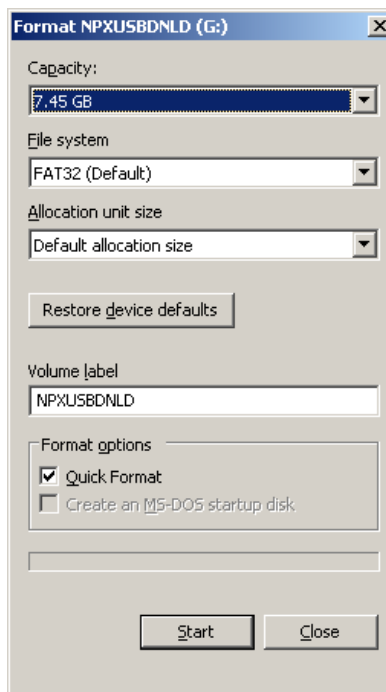 Format NPXUSBDNLD (G:)
Capacity:
7.45 GB
File system
FAT32 (Default)
Allocation unit size
Default allocation size
Restore device defaults
Volume label
NPXUSBDNLD
Format options
Quick Format
Create an MS-DOS startup disk
Start
Close